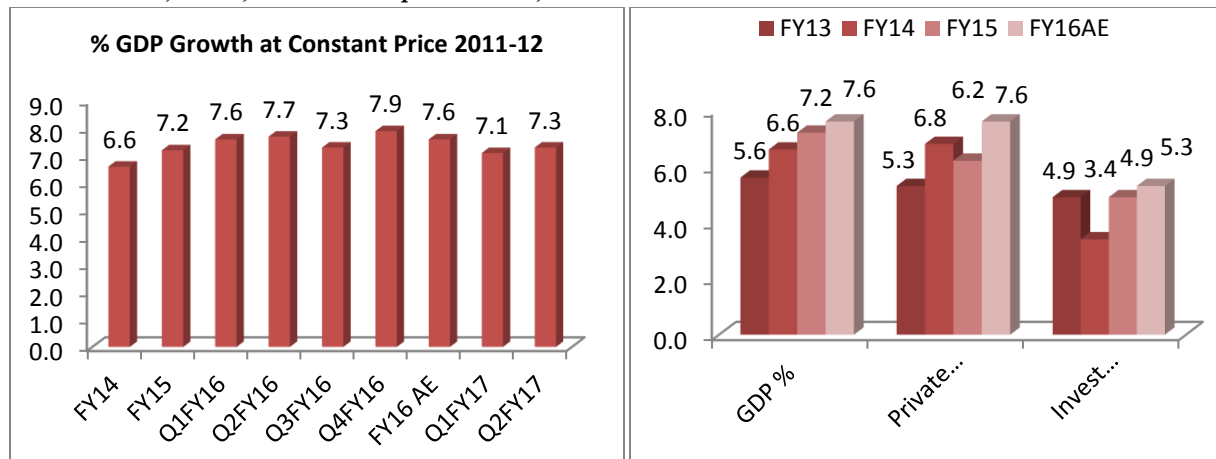 % GDP Growth at Constant Price 2011-12
9.0
8.0
7.0
6.0
5.0
4.0
3.0
2.0
1.0
0.0
6.6
7.2
7.6
7.7
7.3
7.9
7.6
7.1
7.3
FY14
FY15
Q1FY16
Q2FY16
Q3FY16
Q4FY16
FY16 AE
Q1FY17
Q2FY17
FY13 FY14 FY15 FY16AE
8.0
6.0
4.0
2.0
0.0
5.6
6.6
7.2
7.6
5.3
6.8
6.2
7.6
4.9
3.4
4.9
5.3
GDP %
Private...
Invest...